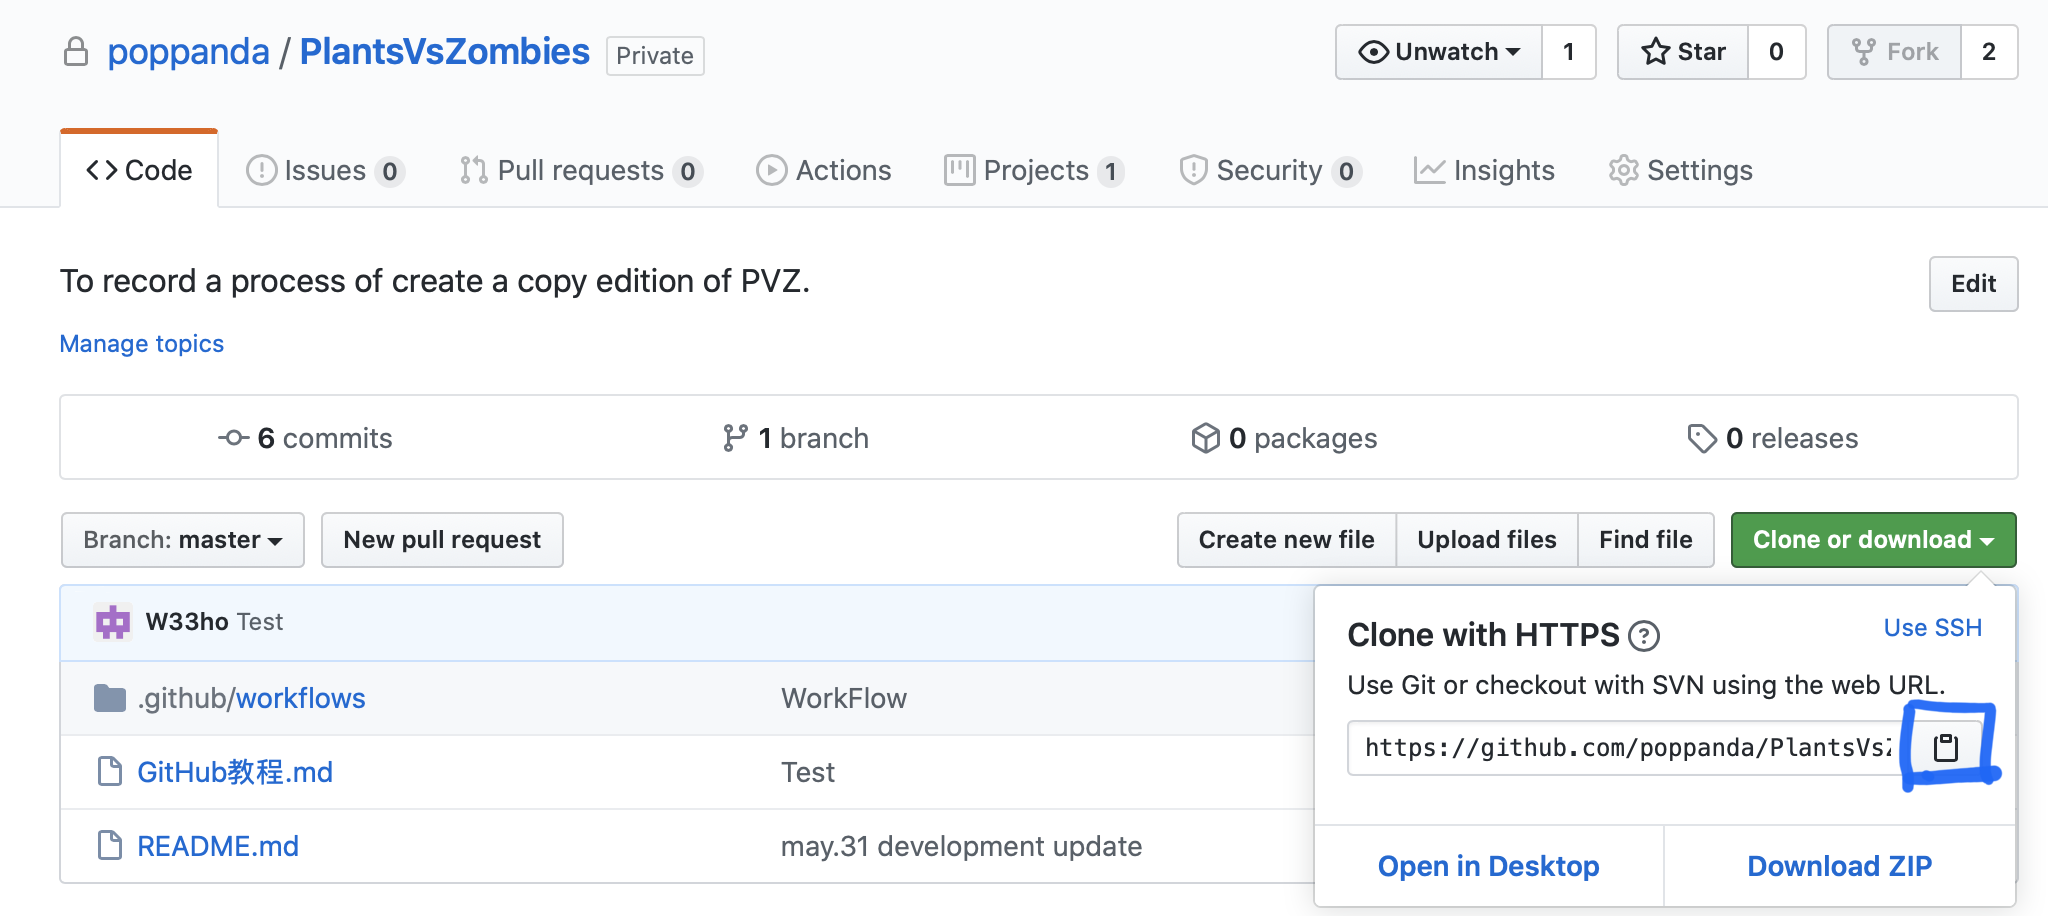 poppanda / PlantsVsZombies Private
Unwatch 1 Star 0 Fork 2
Code Issues 0 Pull requests 0 Actions Projects 1 Security 0 Insights Settings
To record a process of create a copy edition of PVZ.
Edit
Manage topics
6 commits 1 branch 0 packages 0 releases
Branch: master New pull request Create new file Upload files Find file Clone or download
W33ho Test
.github/workflows WorkFlow
GitHub教程.md Test
README.md may.31 development update
Clone with HTTPS ? Use SSH
Use Git or checkout with SVN using the web URL.
https://github.com/poppanda/PlantsVsZ
Open in Desktop Download ZIP